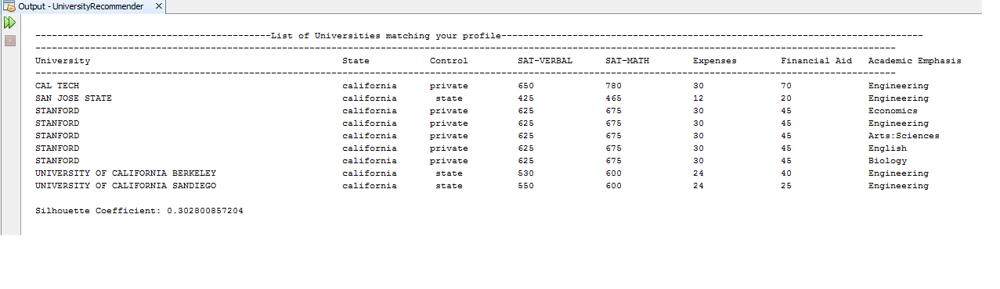 Output - UniversityRecommender X
-------------------------------------------List of Universities matching your profile-----------------------------------------------------------------------------
-------------------------------------------------------------------------------------------------------------------------------------------------------------
University State Control SAT-VERBAL SAT-MATH Expenses Financial Aid Academic Emphasis
-------------------------------------------------------------------------------------------------------------------------------------------------------------
CAL TECH california private 650 780 30 70 Engineering
SAN JOSE STATE california state 425 465 12 20 Engineering
STANFORD california private 625 675 30 45 Economics
STANFORD california private 625 675 30 45 Engineering
STANFORD california private 625 675 30 45 Arts:Sciences
STANFORD california private 625 675 30 45 English
STANFORD california private 625 675 30 45 Biology
UNIVERSITY OF CALIFORNIA BERKELEY california state 530 600 24 40 Engineering
UNIVERSITY OF CALIFORNIA SANDIEGO california state 550 600 24 25 Engineering
Silhouette Coefficient: 0.302800857204